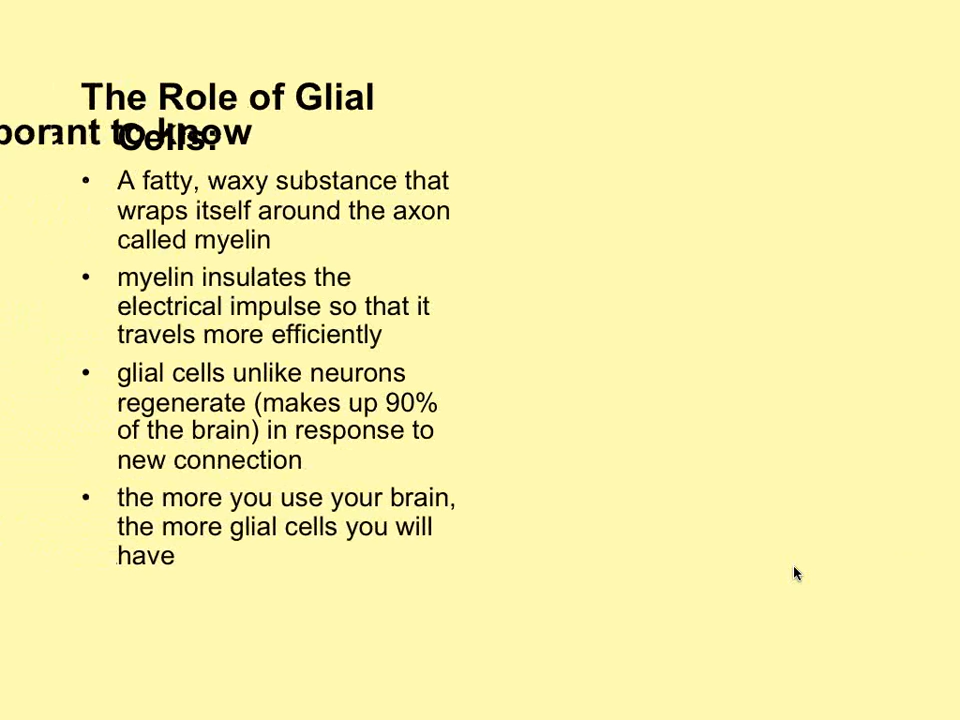 The Role of Glial
Cells:
to know
• A fatty, waxy substance that
wraps itself around the axon
called myelin
• myelin insulates the
electrical impulse so that it
travels more efficiently
• glial cells unlike neurons
regenerate (makes up 90%
of the brain) in response to
new connection
• the more you use your brain,
the more glial cells you will
have